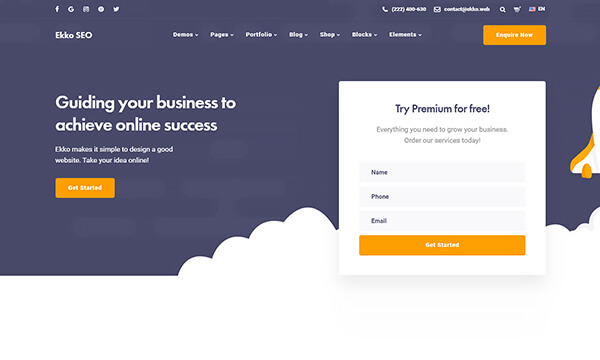 (222) 400-630 contact@ekko.web EN
Ekko SEO Demos Pages Portfolio Blog Shop Blocks Elements Enquire Now
Guiding your business to
achieve online success
Ekko makes it simple to design a good
website. Take your idea online!
Get Started
Try Premium for free!
Everything you need to grow your business.
Order our services today!
Name
Phone
Email
Get Started